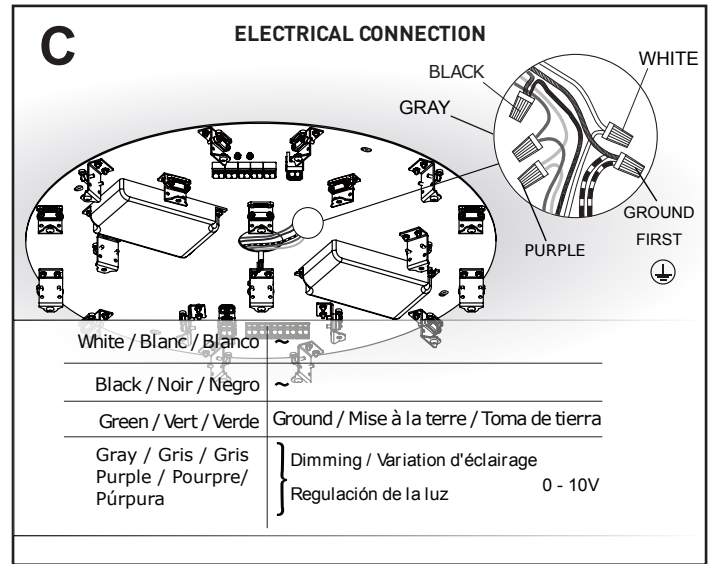 C
ELECTRICAL CONNECTION
BLACK
WHITE
GRAY
PURPLE
GROUND
FIRST
White / Blanc / Blanco ~
Black / Noir / Negro ~
Green / Vert / Verde Ground / Mise à la terre / Toma de tierra
Gray / Gris / Gris
Purple / Pourpre/
Púrpura
Dimming / Variation d'éclairage
Regulación de la luz
0 - 10V